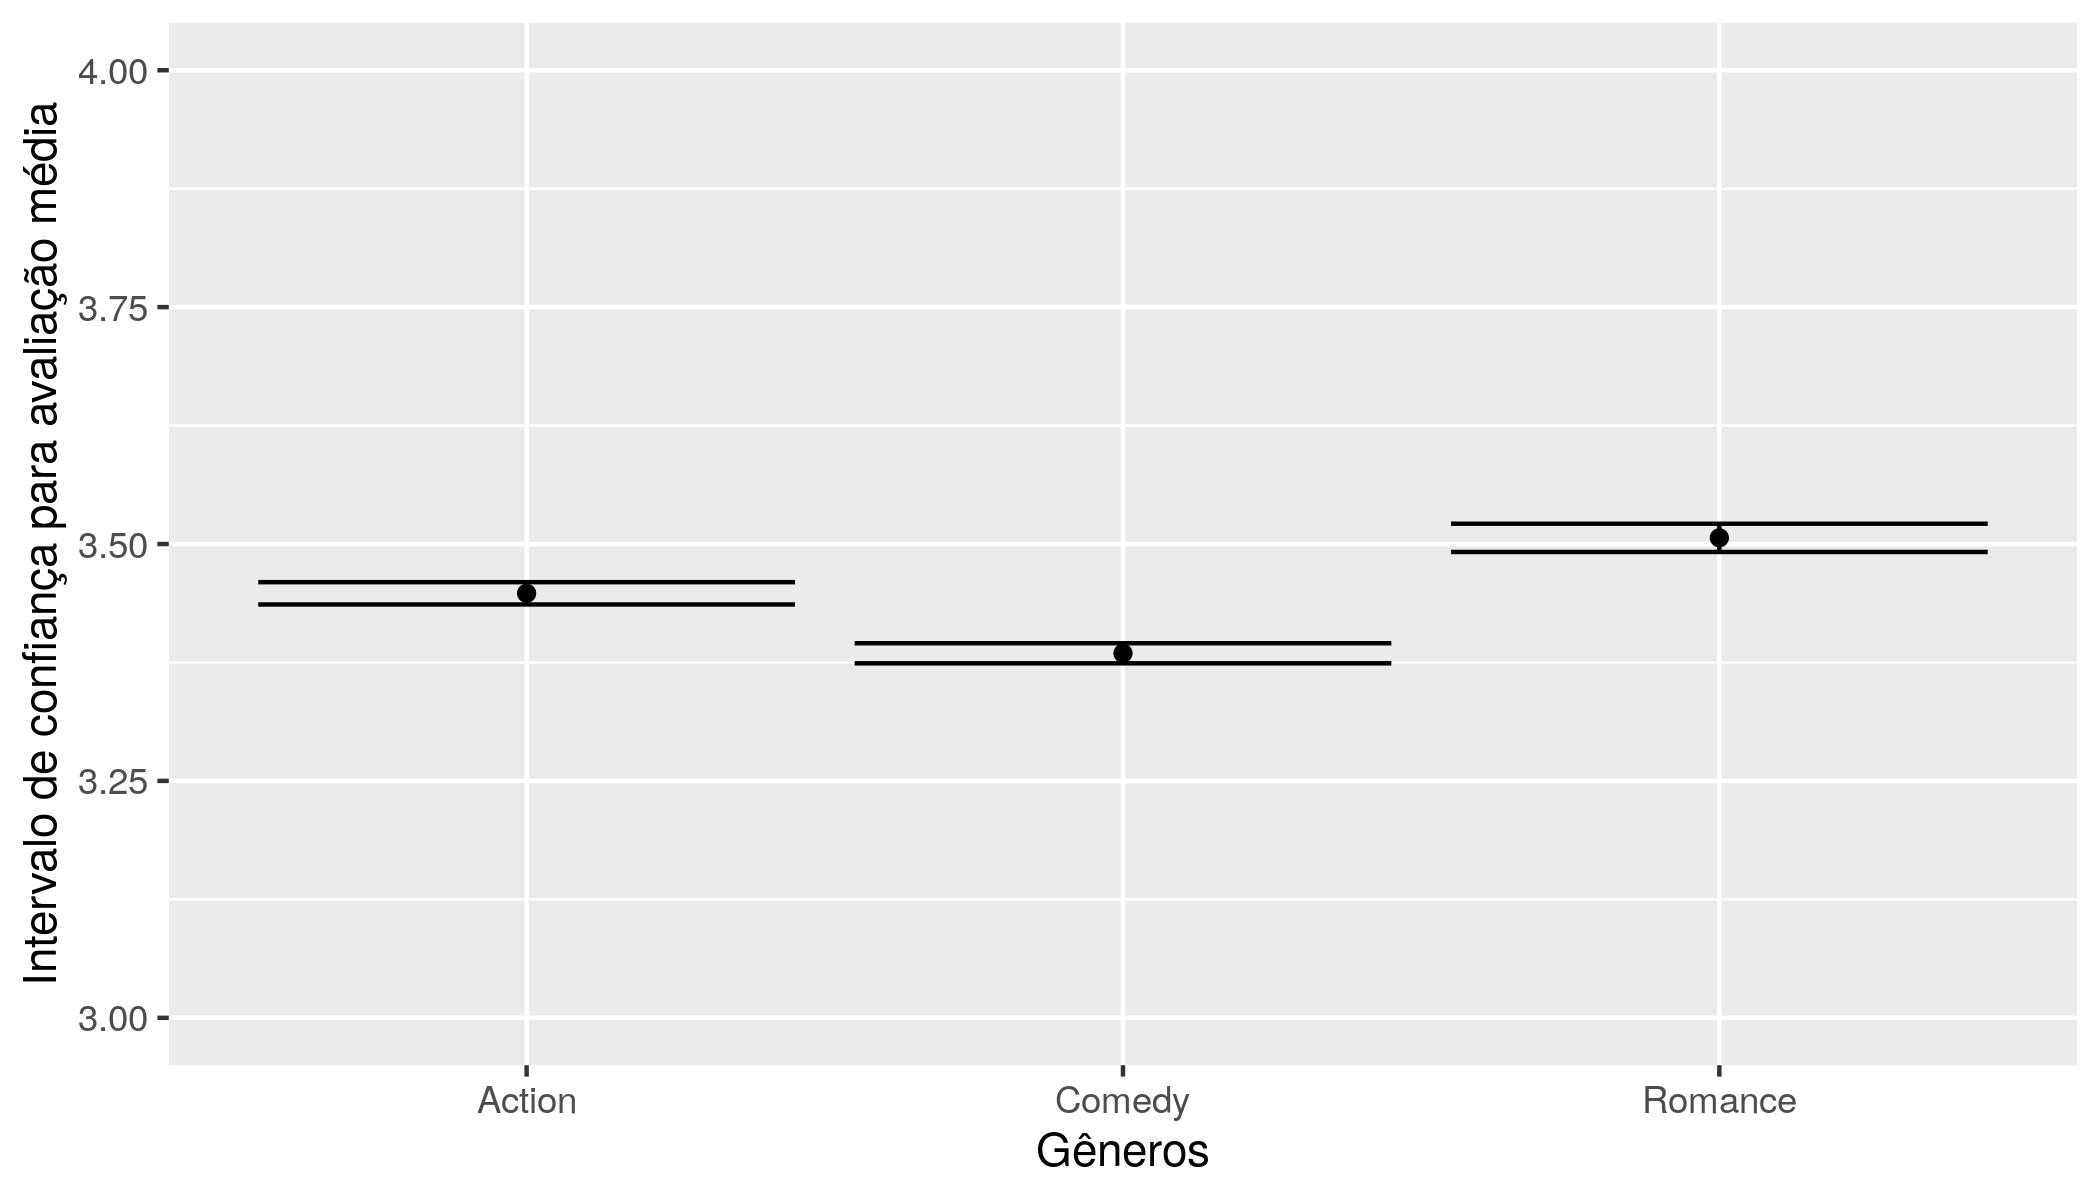 Intervalo de confiança para avaliação média
4.00
3.75
3.50
3.25
3.00
Action Comedy Romance
Gêneros